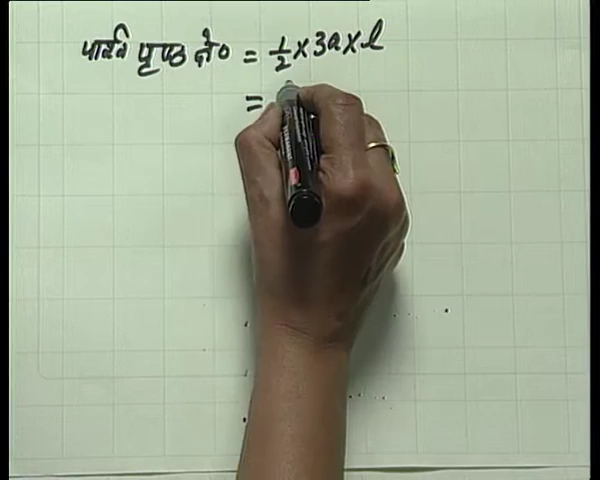 पार्श्व पृष्ठ क्षे० = 1/2 × 3a × l
=